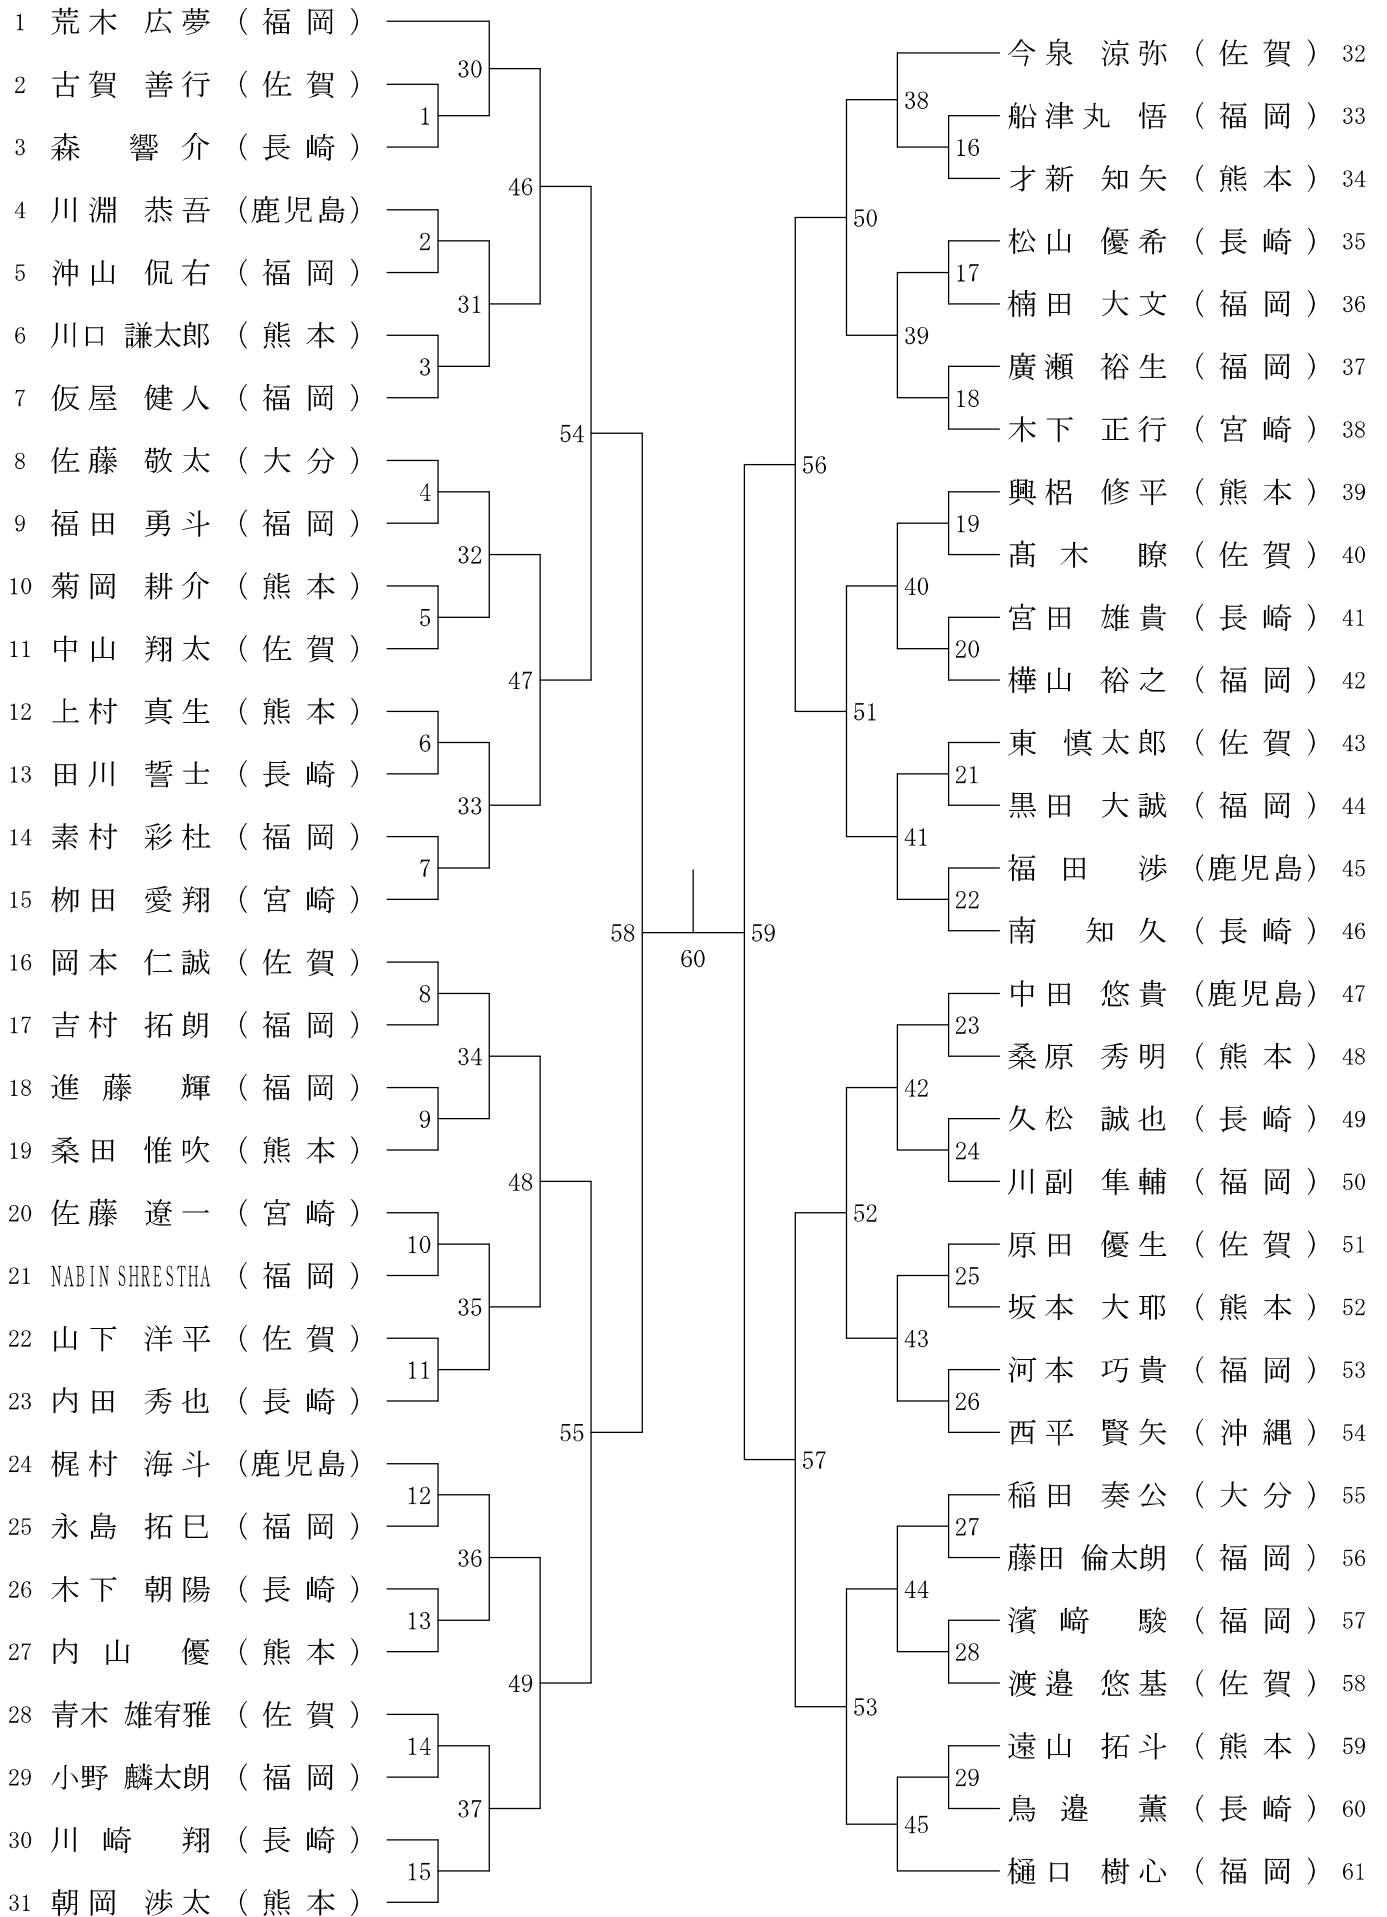 1 荒木 広夢 (福岡)
2 古賀 善行 (佐賀)
3 森 響介 (長崎)
4 川淵 恭吾 (鹿児島)
5 沖山 侃右 (福岡)
6 川口 謙太郎 (熊本)
7 仮屋 健人 (福岡)
8 佐藤 敬太 (大分)
9 福田 勇斗 (福岡)
10 菊岡 耕介 (熊本)
11 中山 翔太 (佐賀)
12 上村 真生 (熊本)
13 田川 誓士 (長崎)
14 素村 彩杜 (福岡)
15 栁田 愛翔 (宮崎)
16 岡本 仁誠 (佐賀)
17 吉村 拓朗 (福岡)
18 進藤 輝 (福岡)
19 桑田 惟吹 (熊本)
20 佐藤 遼一 (宮崎)
21 NABIN SHRESTHA (福岡)
22 山下 洋平 (佐賀)
23 内田 秀也 (長崎)
24 梶村 海斗 (鹿児島)
25 永島 拓巳 (福岡)
26 木下 朝陽 (長崎)
27 内山 優 (熊本)
28 青木 雄宥雅 (佐賀)
29 小野 麟太朗 (福岡)
30 川崎 翔 (長崎)
31 朝岡 渉太 (熊本)
1
2
3
4
5
6
7
8
9
10
11
12
13
14
15
30
31
32
33
34
35
36
37
46
47
48
49
54
55
58
60
59
56
57
50
51
52
53
38
39
40
41
42
43
44
45
16
17
18
19
20
21
22
23
24
25
26
27
28
29
今泉 涼弥 (佐賀) 32
船津丸 悟 (福岡) 33
才新 知矢 (熊本) 34
松山 優希 (長崎) 35
楠田 大文 (福岡) 36
廣瀬 裕生 (福岡) 37
木下 正行 (宮崎) 38
興梠 修平 (熊本) 39
髙木 瞭 (佐賀) 40
宮田 雄貴 (長崎) 41
樺山 裕之 (福岡) 42
東 慎太郎 (佐賀) 43
黒田 大誠 (福岡) 44
福田 渉 (鹿児島) 45
南 知久 (長崎) 46
中田 悠貴 (鹿児島) 47
桑原 秀明 (熊本) 48
久松 誠也 (長崎) 49
川副 隼輔 (福岡) 50
原田 優生 (佐賀) 51
坂本 大耶 (熊本) 52
河本 巧貴 (福岡) 53
西平 賢矢 (沖縄) 54
稲田 奏公 (大分) 55
藤田 倫太朗 (福岡) 56
濱﨑 駿 (福岡) 57
渡邉 悠基 (佐賀) 58
遠山 拓斗 (熊本) 59
鳥邉 薫 (長崎) 60
樋口 樹心 (福岡) 61